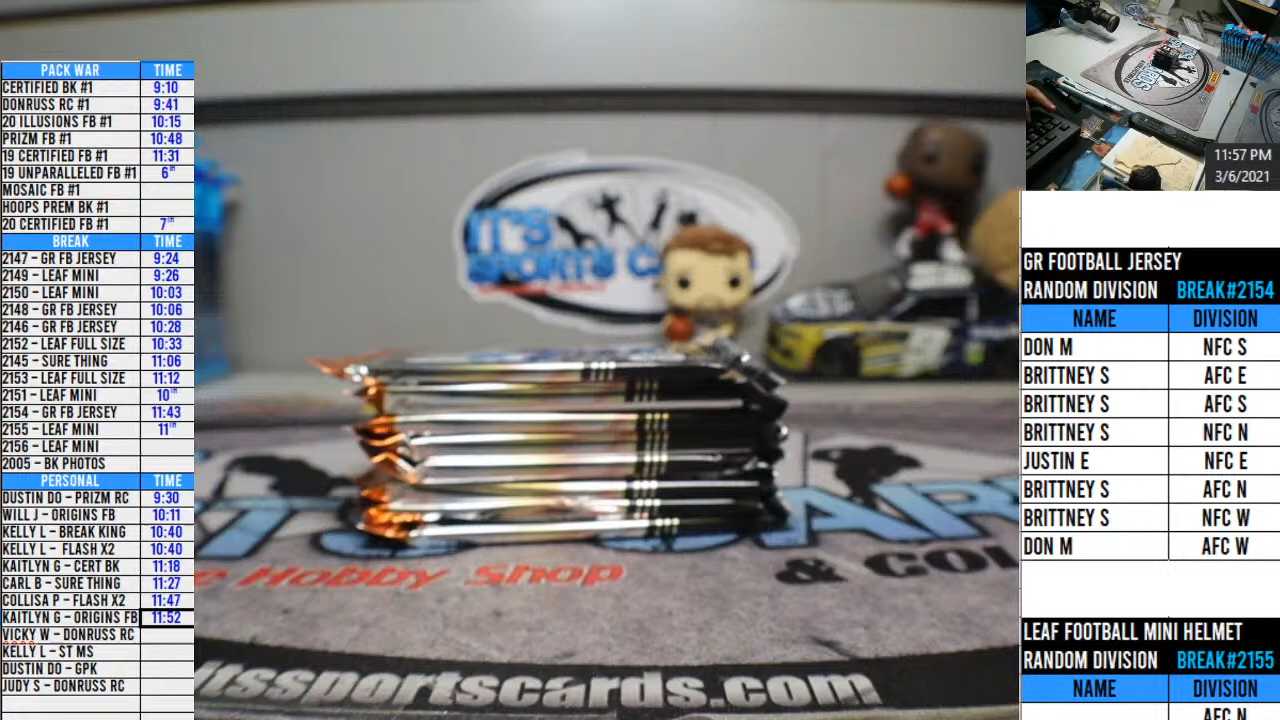 PACK WAR TIME
CERTIFIED BK #1 9:10
DONRUSS RC #1 9:41
20 ILLUSIONS FB #1 10:15
PRIZM FB #1 10:48
19 CERTIFIED FB #1 11:31
19 UNPARALLELED FB #1 6TH
MOSAIC FB #1
HOOPS PREM BK #1
20 CERTIFIED FB #1 7TH
BREAK TIME
2147 - GR FB JERSEY 9:24
2149 - LEAF MINI 9:26
2150 - LEAF MINI 10:03
2148 - GR FB JERSEY 10:06
2146 - GR FB JERSEY 10:28
2152 - LEAF FULL SIZE 10:33
2145 - SURE THING 11:06
2153 - LEAF FULL SIZE 11:12
2151 - LEAF MINI 10TH
2154 - GR FB JERSEY 11:43
2155 - LEAF MINI 11TH
2156 - LEAF MINI
2005 - BK PHOTOS
PERSONAL TIME
DUSTIN DO - PRIZM RC 9:30
WILL J - ORIGINS FB 10:11
KELLY L - BREAK KING 10:40
KELLY L - FLASH X2 10:40
KAITLYN G - CERT BK 11:18
CARL B - SURE THING 11:27
COLLISA P - FLASH X2 11:47
KAITLYN G - ORIGINS FB 11:52
VICKY W - DONRUSS RC
KELLY L - ST MS
DUSTIN DO - GPK
JUDY S - DONRUSS RC
IT'S
SPORTS
e Hobby Shop
& COL
itssportscards.com
11:57 PM
3/6/2021
GR FOOTBALL JERSEY
RANDOM DIVISION BREAK#2154
NAME DIVISION
DON M NFC S
BRITTNEY S AFC E
BRITTNEY S AFC S
BRITTNEY S NFC N
JUSTIN E NFC E
BRITTNEY S AFC N
BRITTNEY S NFC W
DON M AFC W
LEAF FOOTBALL MINI HELMET
RANDOM DIVISION BREAK#2155
NAME DIVISION
AFC N